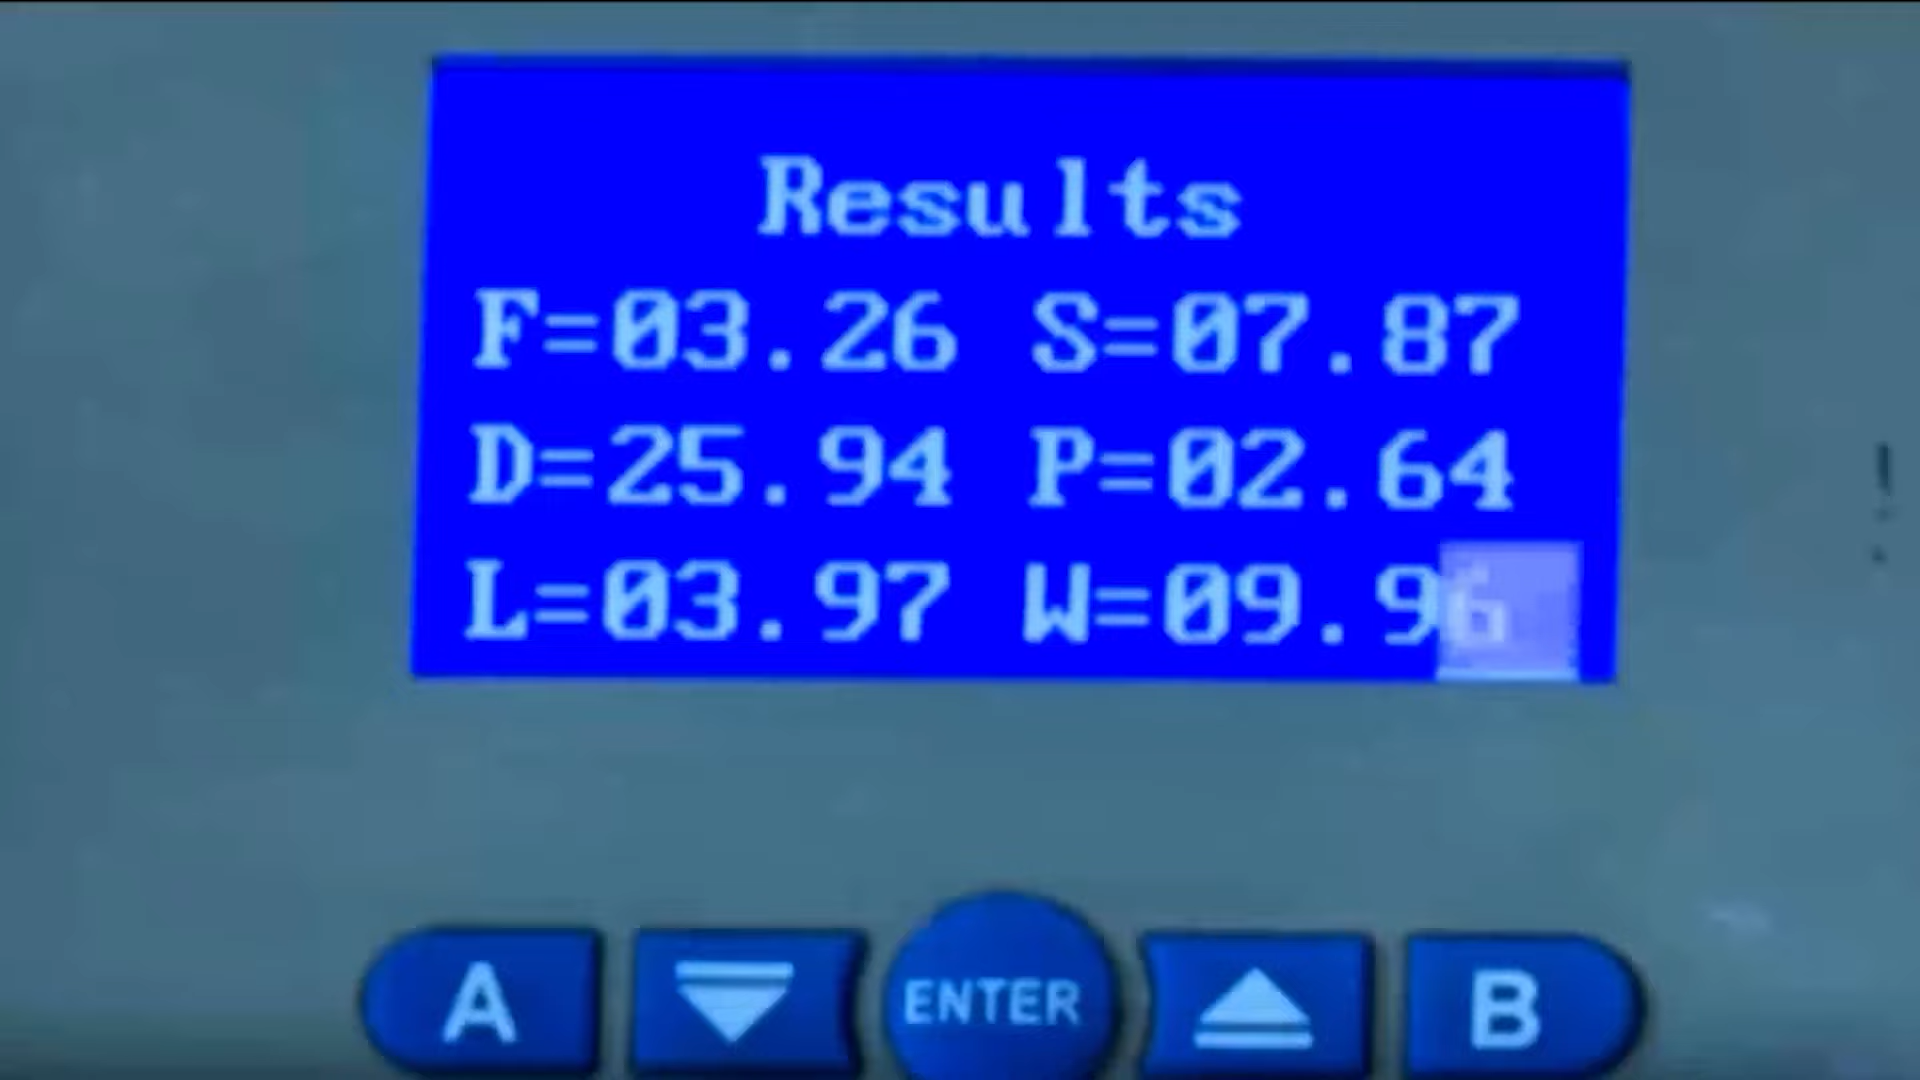 Results
F=03.26 S=07.87
D=25.94 P=02.64
L=03.97 W=09.96
A ENTER B